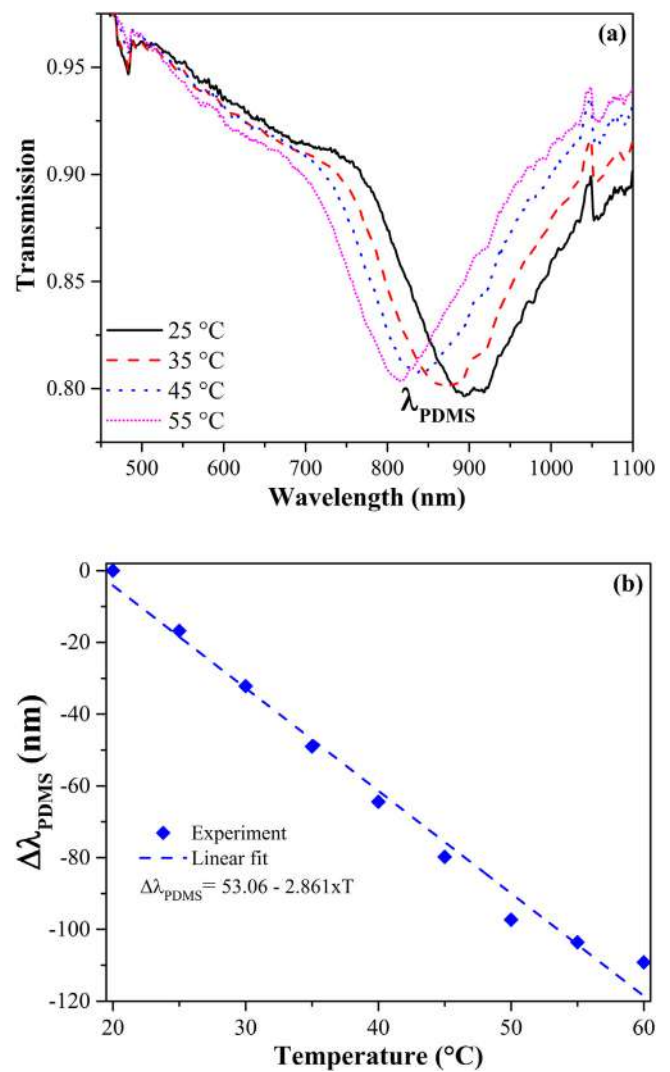 (a)
0.95
0.90
0.85
0.80
Transmission
25 °C
35 °C
45 °C
55 °C
λPDMS
500 600 700 800 900 1000 1100
Wavelength (nm)
(b)
0
-20
-40
-60
-80
-100
-120
ΔλPDMS (nm)
Experiment
Linear fit
ΔλPDMS= 53.06 - 2.861xT
20 30 40 50 60
Temperature (°C)